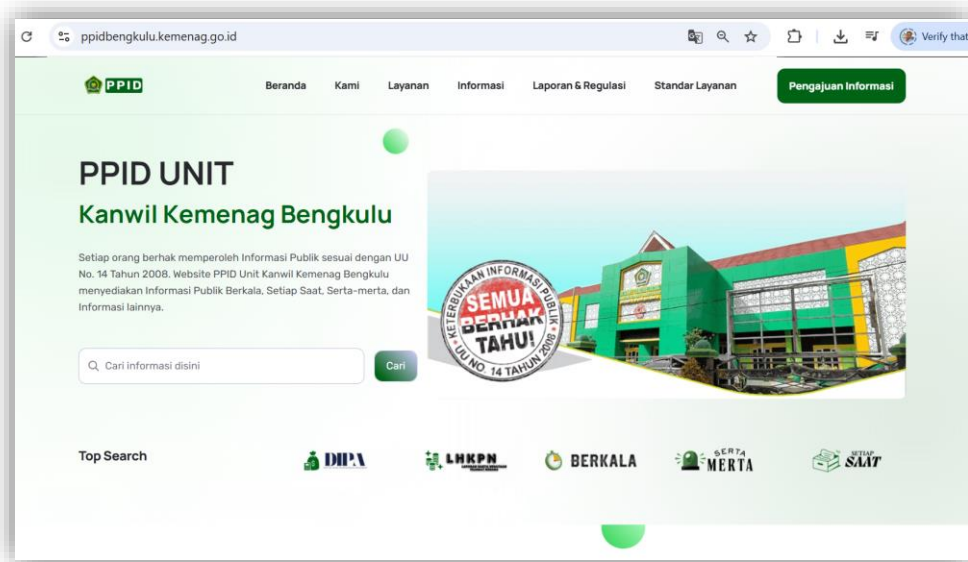 ppidbengkulu.kemenag.go.id
Verify that
PPID
Beranda
Kami
Layanan
Informasi
Laporan & Regulasi
Standar Layanan
Pengajuan Informasi
PPID UNIT
Kanwil Kemenag Bengkulu
Setiap orang berhak memperoleh Informasi Publik sesuai dengan UU
No. 14 Tahun 2008. Website PPID Unit Kanwil Kemenag Bengkulu
menyediakan Informasi Publik Berkala, Setiap Saat, Serta-merta, dan
Informasi lainnya.
KETERBUKAAN INFORMASI PUBLIK
SEMUA
BERHAK
TAHU!
UU NO. 14 TAHUN 2008
Cari informasi disini
Cari
Top Search
DIPA
LHKPN
BERKALA
SERTA
MERTA
SETIAP
SAAT